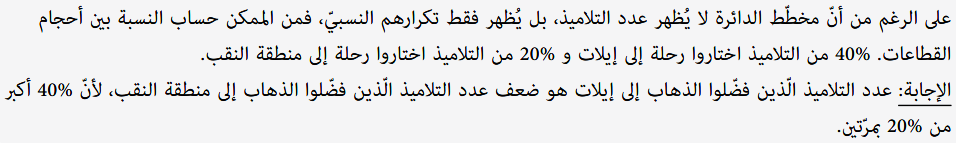 على الرغم من أنّ مخطّط الدائرة لا يُظهر عدد التلاميذ، بل يُظهر فقط تكرارهم النسبيّ، فمن الممكن حساب النسبة بين أحجام
القطاعات. 40% من التلاميذ اختاروا رحلة إلى إيلات و 20% من التلاميذ اختاروا رحلة إلى منطقة النقب.
الإجابة: عدد التلاميذ الّذين فضّلوا الذهاب إلى إيلات هو ضعف عدد التلاميذ الّذين فضّلوا الذهاب إلى منطقة النقب، لأنّ 40% أكبر
من 20% بمرّتين.